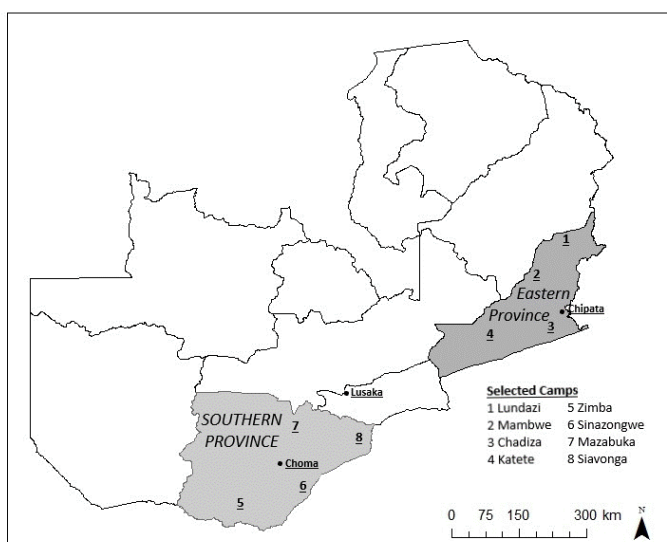 1
2
Eastern
Province
Chipata
3
4
Lusaka
SOUTHERN
PROVINCE
7
8
Choma
6
5
Selected Camps
1 Lundazi 5 Zimba
2 Mambwe 6 Sinazongwe
3 Chadiza 7 Mazabuka
4 Katete 8 Siavonga
N
0 75 150 300 km